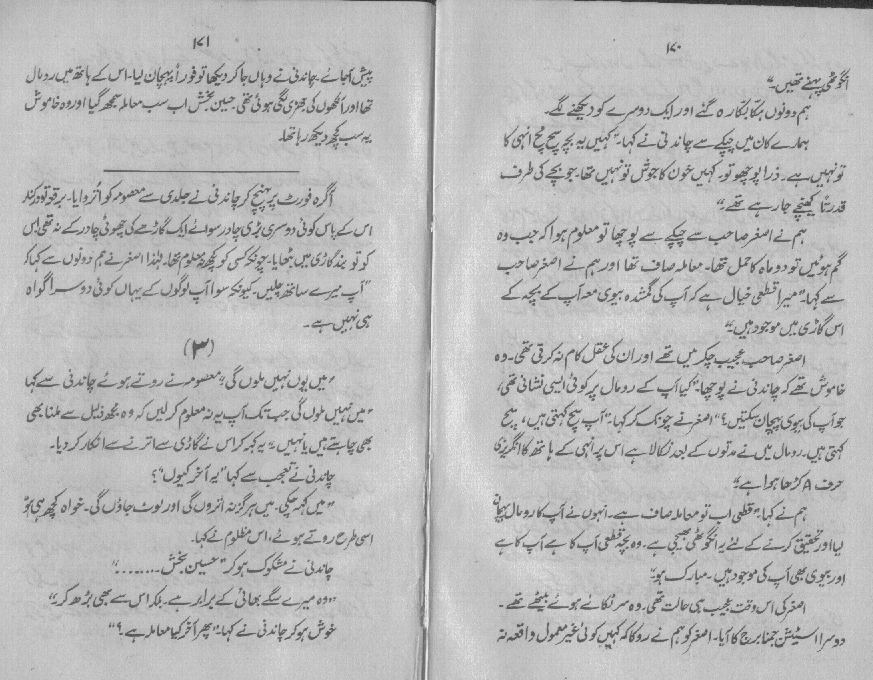 ۱۷۰
انگوٹھی پہنے تھیں۔"
ہم دونوں ہکا بکا رہ گئے اور ایک دوسرے کو دیکھنے لگے۔
ہمارے کان میں چپکے سے چاندنی نے کہا۔ "کہیں یہ بچہ سچ مچ انہی کا
تو نہیں ہے۔ ذرا پوچھو تو۔ کہیں خون کا جوش تو نہیں تھا۔ جو بچے کی طرف
قدرتاً کھنچے جا رہے تھے۔"
ہم نے اصغر صاحب سے چپکے سے پوچھا تو معلوم ہوا کہ جب وہ
گم ہوئیں تو دو ماہ کا حمل تھا۔ معاملہ صاف تھا اور ہم نے اصغر صاحب
سے کہا۔ "میرا قطعی خیال ہے کہ آپ کی گمشدہ بیوی معہ آپ کے بچہ کے
اس گاڑی میں موجود ہیں۔"
اصغر صاحب عجیب چکر میں تھے اور ان کی عقل کام نہ کرتی تھی۔ وہ
خاموش تھے کہ چاندنی نے پوچھا۔ "کیا آپ کے رومال پر کوئی ایسی نشانی تھی،
جو آپ کی بیوی پہچان سکتیں؟" اصغر نے چونک کر کہا۔ "آپ سچ کہتی ہیں، سچ
کہتی ہیں۔ رومال میں نے مدتوں کے بعد نکالا ہے اس پر انہی کے ہاتھ کا انگریزی
حرف A کڑھا ہوا ہے۔"
ہم نے کہا۔ "قطعی اب تو معاملہ صاف ہے۔ انہوں نے آپ کا رومال پہچان
لیا اور تحقیق کرنے کے لئے یہ انگوٹھی بھیجی ہے۔ وہ بچہ قطعی آپ کا ہے آپ کا ہے
اور بیوی بھی آپ کی موجود ہیں۔ مبارک ہو۔"
اصغر کی اس وقت عجیب ہی حالت تھی۔ وہ سر لٹکائے ہوئے بیٹھے تھے۔
دوسرا اسٹیشن جمنا برج کا آیا۔ اصغر کو ہم نے روکا کہ کہیں کوئی غیر معمول واقعہ نہ
۱۷۱
پیش آجائے۔ چاندنی نے وہاں جا کر دیکھا تو فوراً پہچان لیا۔ اس کے ہاتھ میں رومال
تھا اور آنکھوں کی جھڑی لگی ہوئی تھی۔ حسین بخش اب سب معاملہ سمجھ گیا اور وہ خاموش
یہ سب کچھ دیکھ رہا تھا۔
آگرہ فورٹ پر پہنچ کر چاندنی نے جلدی سے معصومہ کو اُتروایا۔ برقع تو درکنار
اس کے پاس کوئی دوسری بڑی چادر سوائے ایک گاڑھے کی چھوٹی چادر کے نہ تھی! اس
کو تو بند گاڑی میں بٹھایا۔ چونکہ کسی کو کچھ نہ معلوم تھا۔ لہٰذا اصغر نے ہم دونوں سے کہا کہ
"آپ میرے ساتھ چلیں۔ کیونکہ سوا آپ لوگوں کے یہاں کوئی دوسرا گواہ
ہی نہیں ہے۔
(۳)
"میں یوں نہیں ملوں گی" معصومہ نے روتے ہوئے چاندنی سے کہا
"میں نہیں ملوں گی جب تک آپ یہ نہ معلوم کر لیں کہ وہ مجھ ذلیل سے ملنا بھی
بھی چاہتے ہیں یا نہیں" یہ کہہ کر اس نے گاڑی سے اترنے سے انکار کر دیا۔
چاندنی نے تعجب سے کہا "یہ آخر کیوں"؟
"میں کہہ چکی۔ میں ہرگز نہ اتروں گی اور لوٹ جاؤں گی۔ خواہ کچھ ہی ہو"
اسی طرح روتے ہوئے، اس مظلوم نے کہا۔
چاندنی نے مشکوک ہو کر "حسین بخش ........"
"وہ میرے سگے بھائی کے برابر ہے۔ بلکہ اس سے بھی بڑھ کر۔"
خوش ہو کر چاندنی نے کہا۔ "پھر آخر کیا معاملہ ہے۔؟"